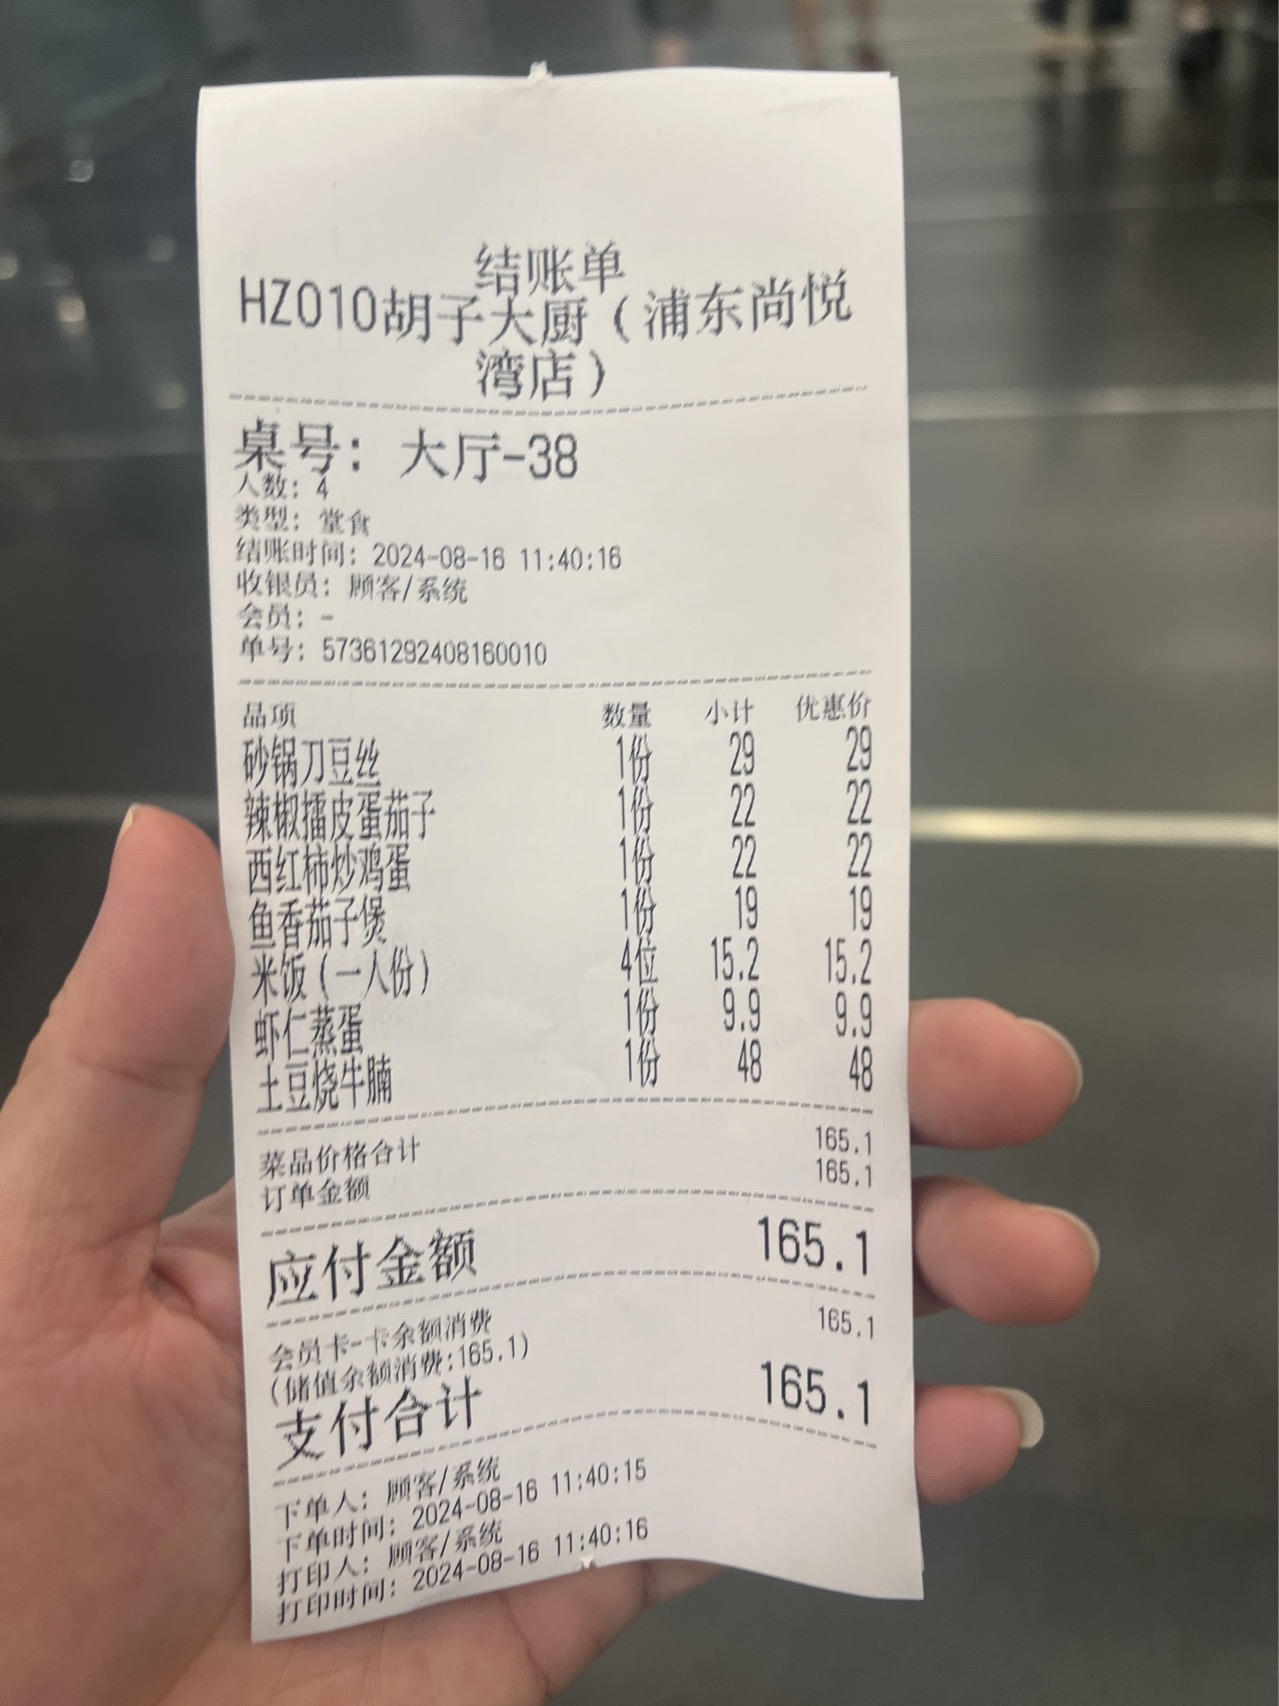 结账单
HZ010胡子大厨（浦东尚悦
湾店）
桌号：大厅-38
人数：4
类型：堂食
结账时间：2024-08-16 11:40:16
收银员：顾客/系统
会员：-
单号：573612922408160010
品项 数量 小计 优惠价
砂锅刀豆丝 1份 29 29
辣椒擂皮蛋茄子 1份 22 22
西红柿炒鸡蛋 1份 22 22
鱼香茄子煲 1份 19 19
米饭（一人份） 4位 15.2 15.2
虾仁蒸蛋 1份 9.9 9.9
土豆烧牛腩 1份 48 48
菜品价格合计 165.1
订单金额 165.1
应付金额 165.1
会员卡-卡余额消费 165.1
(储值余额消费:165.1)
支付合计 165.1
下单人：顾客/系统
下单时间：2024-08-16 11:40:15
打印人：顾客/系统
打印时间：2024-08-16 11:40:16